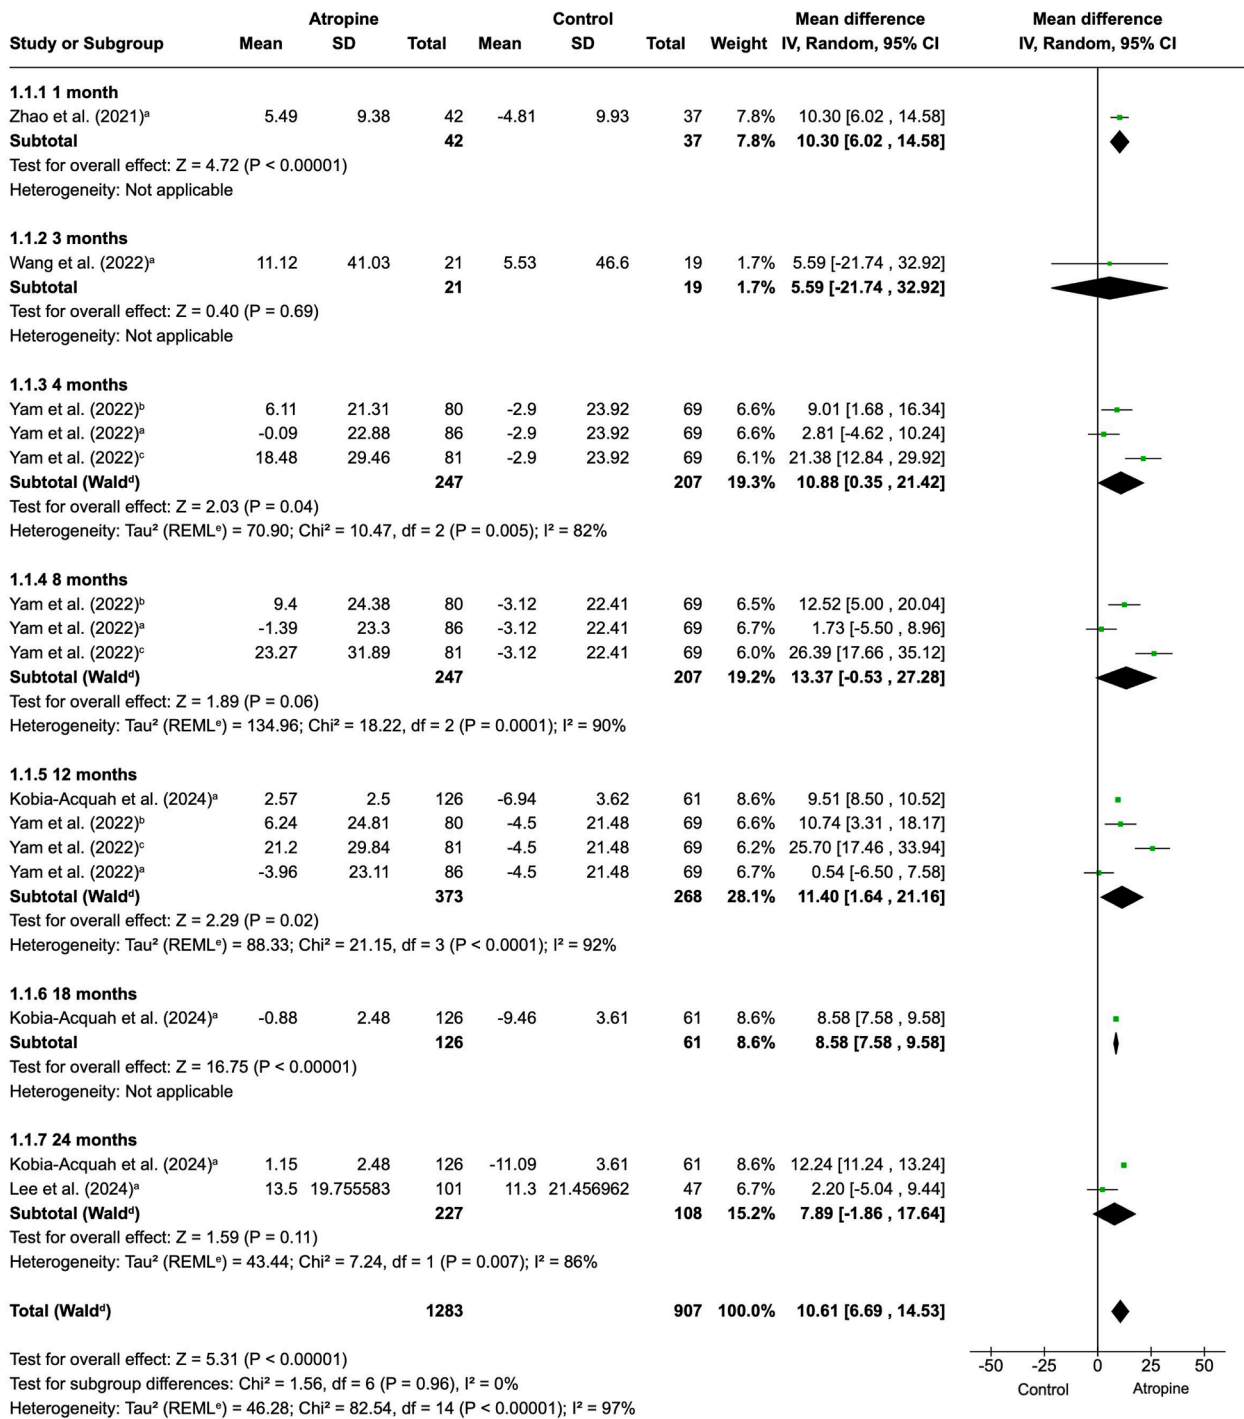 Atropine Control Mean difference Mean difference
Study or Subgroup Mean SD Total Mean SD Total Weight IV, Random, 95% CI IV, Random, 95% CI
1.1.1 1 month
Zhao et al. (2021)ᵃ 5.49 9.38 42 -4.81 9.93 37 7.8% 10.30 [6.02 , 14.58]
Subtotal 42 37 7.8% 10.30 [6.02 , 14.58]
Test for overall effect: Z = 4.72 (P < 0.00001)
Heterogeneity: Not applicable
1.1.2 3 months
Wang et al. (2022)ᵃ 11.12 41.03 21 5.53 46.6 19 1.7% 5.59 [-21.74 , 32.92]
Subtotal 21 19 1.7% 5.59 [-21.74 , 32.92]
Test for overall effect: Z = 0.40 (P = 0.69)
Heterogeneity: Not applicable
1.1.3 4 months
Yam et al. (2022)ᵇ 6.11 21.31 80 -2.9 23.92 69 6.6% 9.01 [1.68 , 16.34]
Yam et al. (2022)ᵃ -0.09 22.88 86 -2.9 23.92 69 6.6% 2.81 [-4.62 , 10.24]
Yam et al. (2022)ᶜ 18.48 29.46 81 -2.9 23.92 69 6.1% 21.38 [12.84 , 29.92]
Subtotal (Waldᵈ) 247 207 19.3% 10.88 [0.35 , 21.42]
Test for overall effect: Z = 2.03 (P = 0.04)
Heterogeneity: Tau² (REMLᵉ) = 70.90; Chi² = 10.47, df = 2 (P = 0.005); I² = 82%
1.1.4 8 months
Yam et al. (2022)ᵇ 9.4 24.38 80 -3.12 22.41 69 6.5% 12.52 [5.00 , 20.04]
Yam et al. (2022)ᵃ -1.39 23.3 86 -3.12 22.41 69 6.7% 1.73 [-5.50 , 8.96]
Yam et al. (2022)ᶜ 23.27 31.89 81 -3.12 22.41 69 6.0% 26.39 [17.66 , 35.12]
Subtotal (Waldᵈ) 247 207 19.2% 13.37 [-0.53 , 27.28]
Test for overall effect: Z = 1.89 (P = 0.06)
Heterogeneity: Tau² (REMLᵉ) = 134.96; Chi² = 18.22, df = 2 (P = 0.0001); I² = 90%
1.1.5 12 months
Kobia-Acquah et al. (2024)ᵃ 2.57 2.5 126 -6.94 3.62 61 8.6% 9.51 [8.50 , 10.52]
Yam et al. (2022)ᵇ 6.24 24.81 80 -4.5 21.48 69 6.6% 10.74 [3.31 , 18.17]
Yam et al. (2022)ᶜ 21.2 29.84 81 -4.5 21.48 69 6.2% 25.70 [17.46 , 33.94]
Yam et al. (2022)ᵃ -3.96 23.11 86 -4.5 21.48 69 6.7% 0.54 [-6.50 , 7.58]
Subtotal (Waldᵈ) 373 268 28.1% 11.40 [1.64 , 21.16]
Test for overall effect: Z = 2.29 (P = 0.02)
Heterogeneity: Tau² (REMLᵉ) = 88.33; Chi² = 21.15, df = 3 (P < 0.0001); I² = 92%
1.1.6 18 months
Kobia-Acquah et al. (2024)ᵃ -0.88 2.48 126 -9.46 3.61 61 8.6% 8.58 [7.58 , 9.58]
Subtotal 126 61 8.6% 8.58 [7.58 , 9.58]
Test for overall effect: Z = 16.75 (P < 0.00001)
Heterogeneity: Not applicable
1.1.7 24 months
Kobia-Acquah et al. (2024)ᵃ 1.15 2.48 126 -11.09 3.61 61 8.6% 12.24 [11.24 , 13.24]
Lee et al. (2024)ᵃ 13.5 19.755583 101 11.3 21.456962 47 6.7% 2.20 [-5.04 , 9.44]
Subtotal (Waldᵈ) 227 108 15.2% 7.89 [-1.86 , 17.64]
Test for overall effect: Z = 1.59 (P = 0.11)
Heterogeneity: Tau² (REMLᵉ) = 43.44; Chi² = 7.24, df = 1 (P = 0.007); I² = 86%
Total (Waldᵈ) 1283 907 100.0% 10.61 [6.69 , 14.53]
Test for overall effect: Z = 5.31 (P < 0.00001)
Test for subgroup differences: Chi² = 1.56, df = 6 (P = 0.96), I² = 0%
Heterogeneity: Tau² (REMLᵉ) = 46.28; Chi² = 82.54, df = 14 (P < 0.00001); I² = 97%
-50 -25 0 25 50
Control Atropine